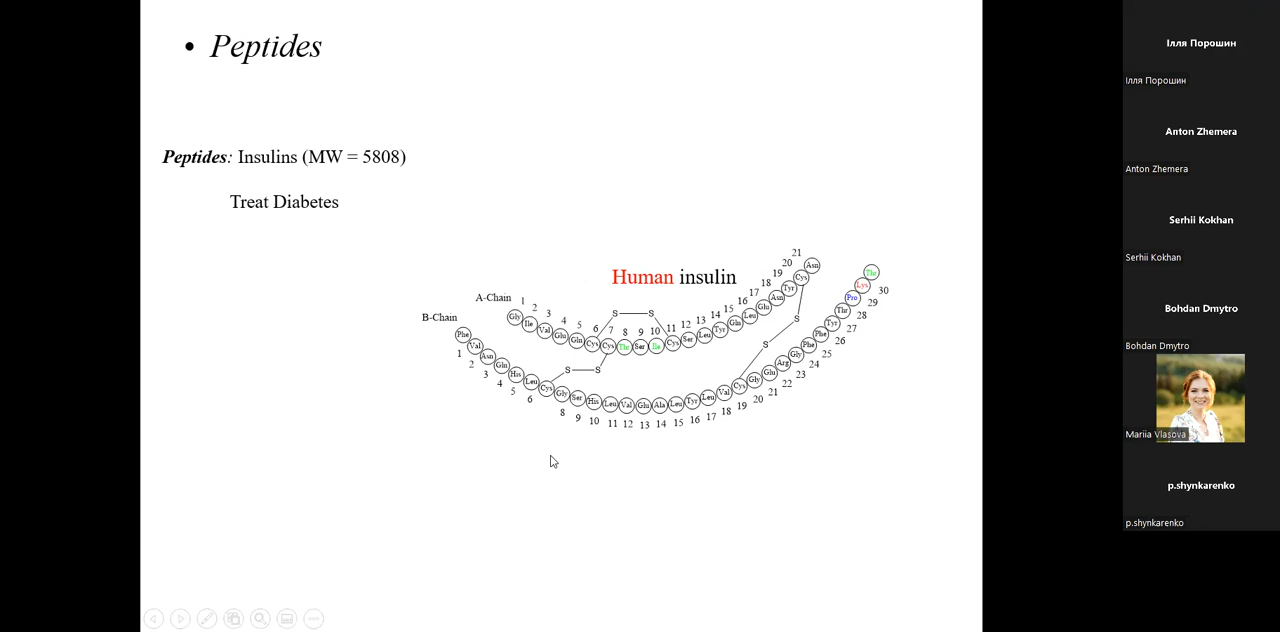 • Peptides
Peptides: Insulins (MW = 5808)
Treat Diabetes
Human insulin
A-Chain
1 2 3 4 5 6 7 8 9 10 11 12 13 14 15 16 17 18 19 20 21
Gly Ile Val Glu Gln Cys Cys Thr Ser Ile Cys Ser Leu Tyr Gln Leu Glu Asn Tyr Cys Asn
S S
S S
S
S
B-Chain
Phe Val Asn Gln His Leu Cys Gly Ser His Leu Val Glu Ala Leu Tyr Leu Val Cys Gly Glu Arg Gly Phe Phe Tyr Thr Pro Lys Thr
1 2 3 4 5 6 8 9 10 11 12 13 14 15 16 17 18 19 20 21 22 23 24 25 26 27 28 29 30
Ілля Порошин
Ілля Порошин
Anton Zhemera
Anton Zhemera
Serhii Kokhan
Serhii Kokhan
Bohdan Dmytro
Bohdan Dmytro
Mariia Vlasova
p.shynkarenko
p.shynkarenko